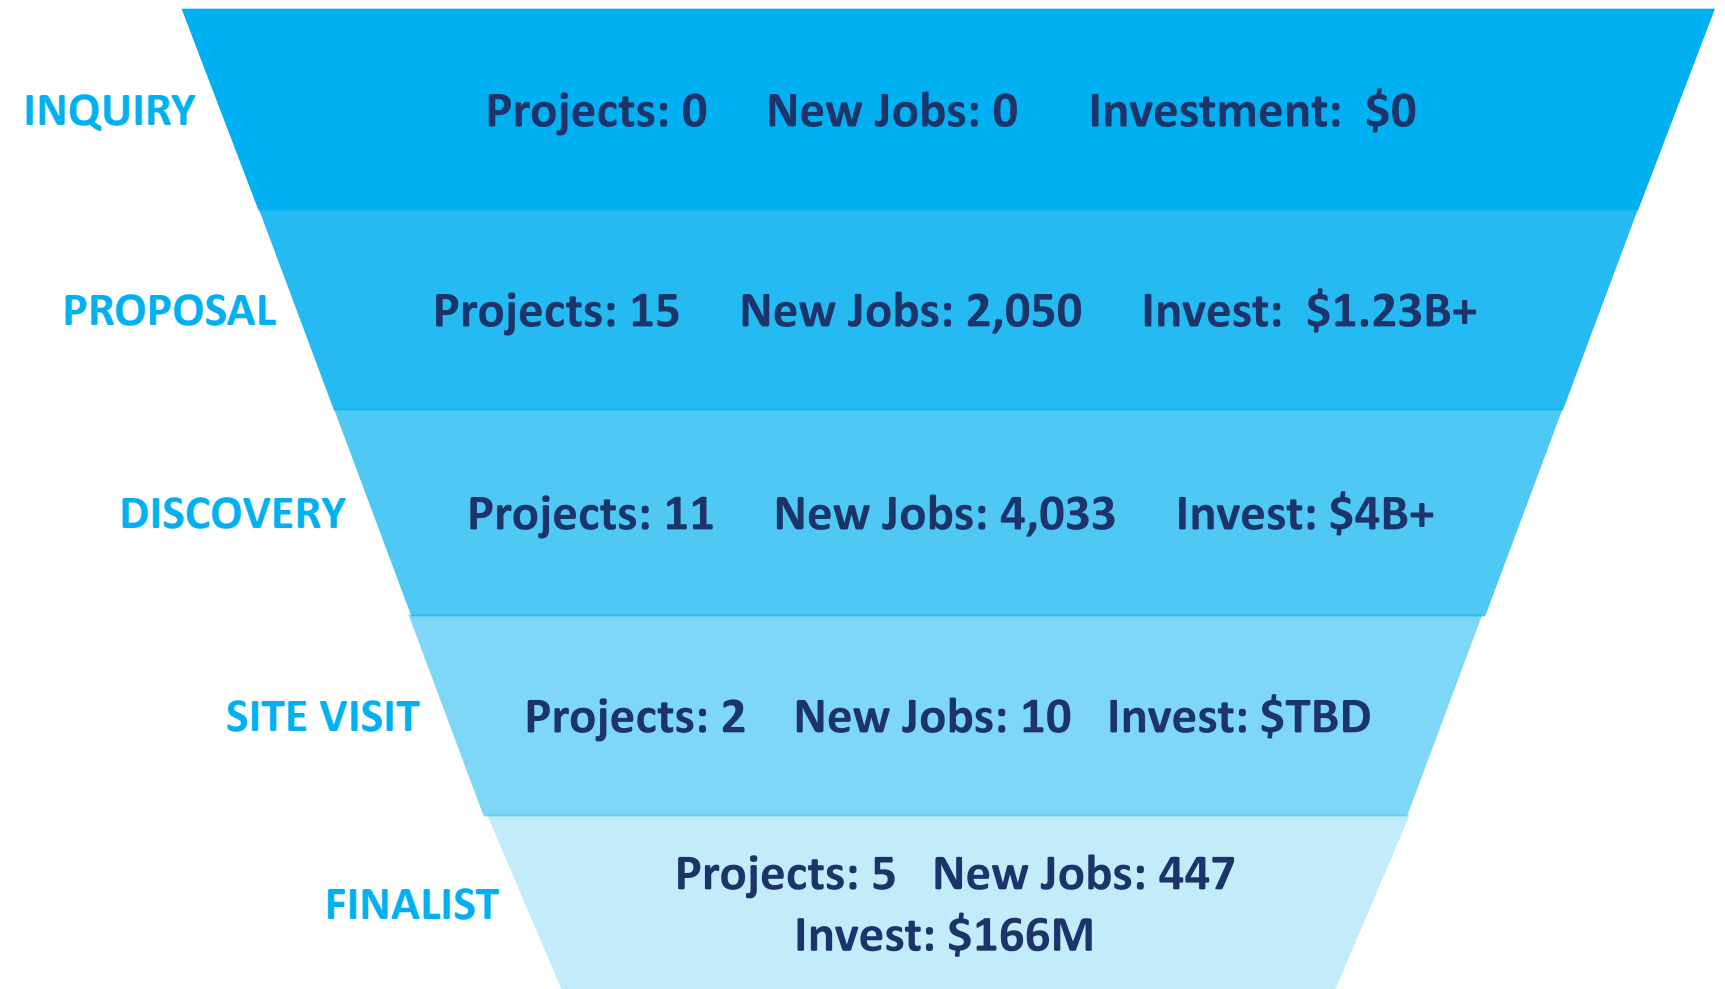 INQUIRY Projects: 0 New Jobs: 0 Investment: $0
PROPOSAL Projects: 15 New Jobs: 2,050 Invest: $1.23B+
DISCOVERY Projects: 11 New Jobs: 4,033 Invest: $4B+
SITE VISIT Projects: 2 New Jobs: 10 Invest: $TBD
FINALIST Projects: 5 New Jobs: 447
Invest: $166M